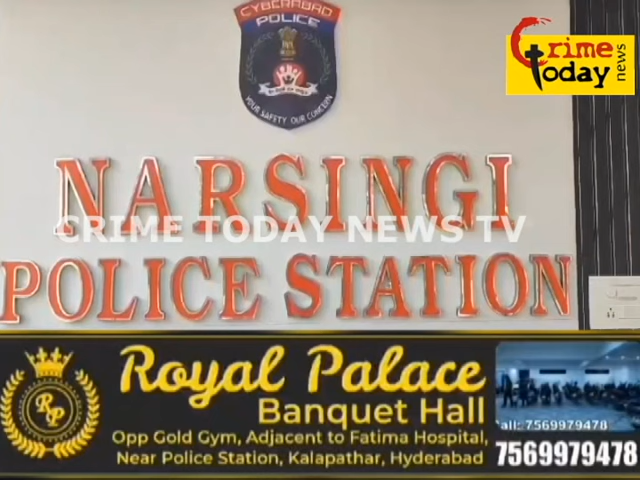 CYBERABAD
POLICE
YOUR SAFETY OUR CONCERN
Crime
Today
news
NARSINGI
CRIME TODAY NEWS TV
POLICE STATION
Royal Palace
Banquet Hall
RP
Opp Gold Gym, Adjacent to Fatima Hospital,
Near Police Station, Kalapathar, Hyderabad
all: 7569979478
7569979478